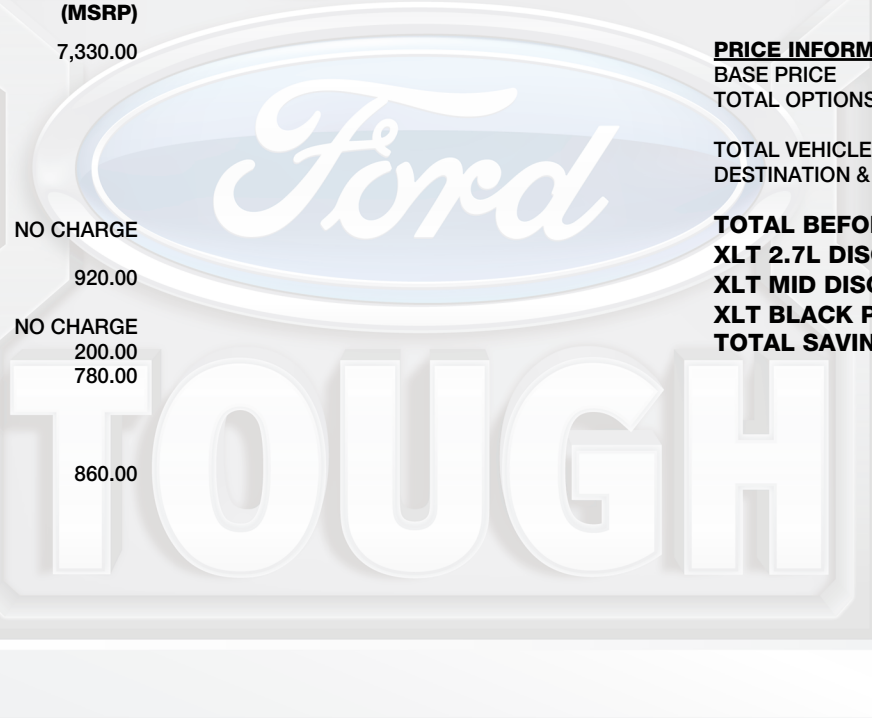 (MSRP)
7,330.00
NO CHARGE
920.00
NO CHARGE
200.00
780.00
860.00
PRICE INFORM
BASE PRICE
TOTAL OPTIONS
TOTAL VEHICLE
DESTINATION &
TOTAL BEFO
XLT 2.7L DIS
XLT MID DISC
XLT BLACK P
TOTAL SAVIN
Ford
TOUGH